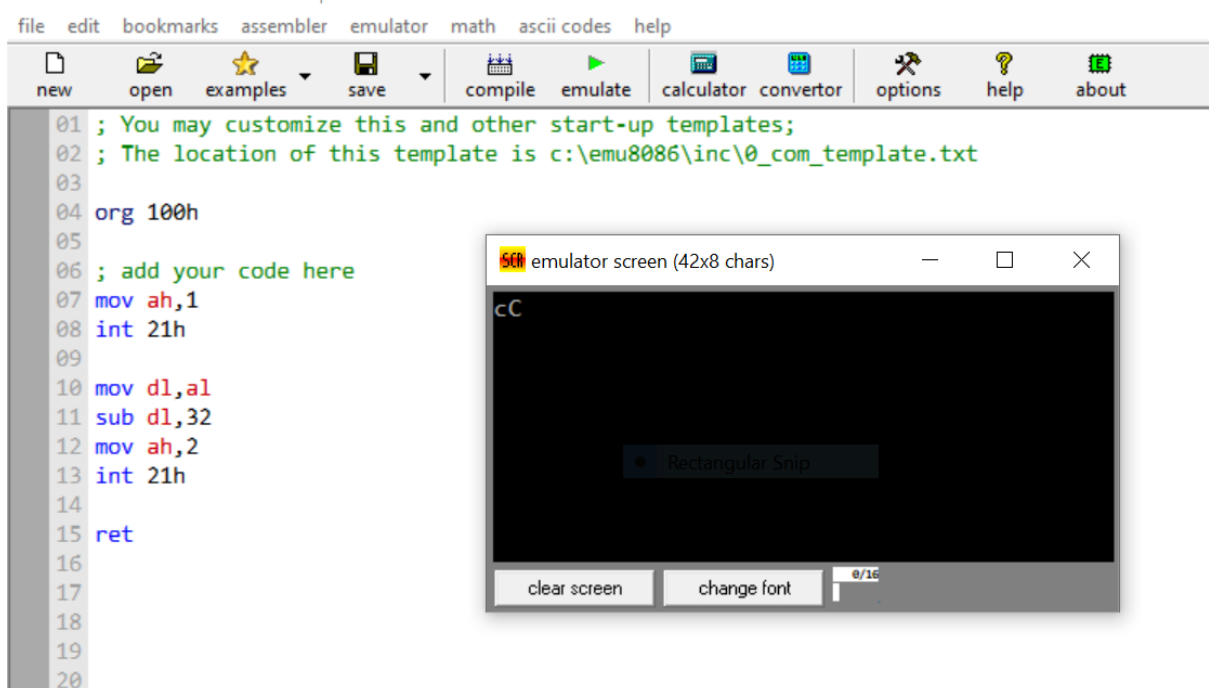 file edit bookmarks assembler emulator math ascii codes help
new open examples save compile emulate calculator convertor options help about
01 ; You may customize this and other start-up templates;
02 ; The location of this template is c:\emu8086\inc\0_com_template.txt
03
04 org 100h
05
06 ; add your code here
07 mov ah,1
08 int 21h
09
10 mov dl,al
11 sub dl,32
12 mov ah,2
13 int 21h
14
15 ret
16
17
18
19
20
SCR emulator screen (42x8 chars)
cC
Rectangular Snip
clear screen change font 0/16